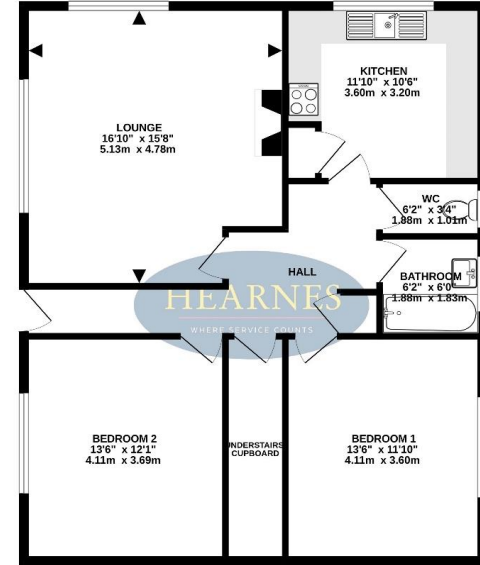 KITCHEN
11'10" x 10'6"
3.60m x 3.20m
LOUNGE
16'10" x 15'8"
5.13m x 4.78m
WC
6'2" x 3'4"
1.88m x 1.01m
HALL
BATHROOM
6'2" x 6'0"
1.88m x 1.83m
HEARNES
WHERE SERVICE COUNTS
BEDROOM 2
13'6" x 12'1"
4.11m x 3.69m
UNDERSTAIRS
CUPBOARD
BEDROOM 1
13'6" x 11'10"
4.11m x 3.60m